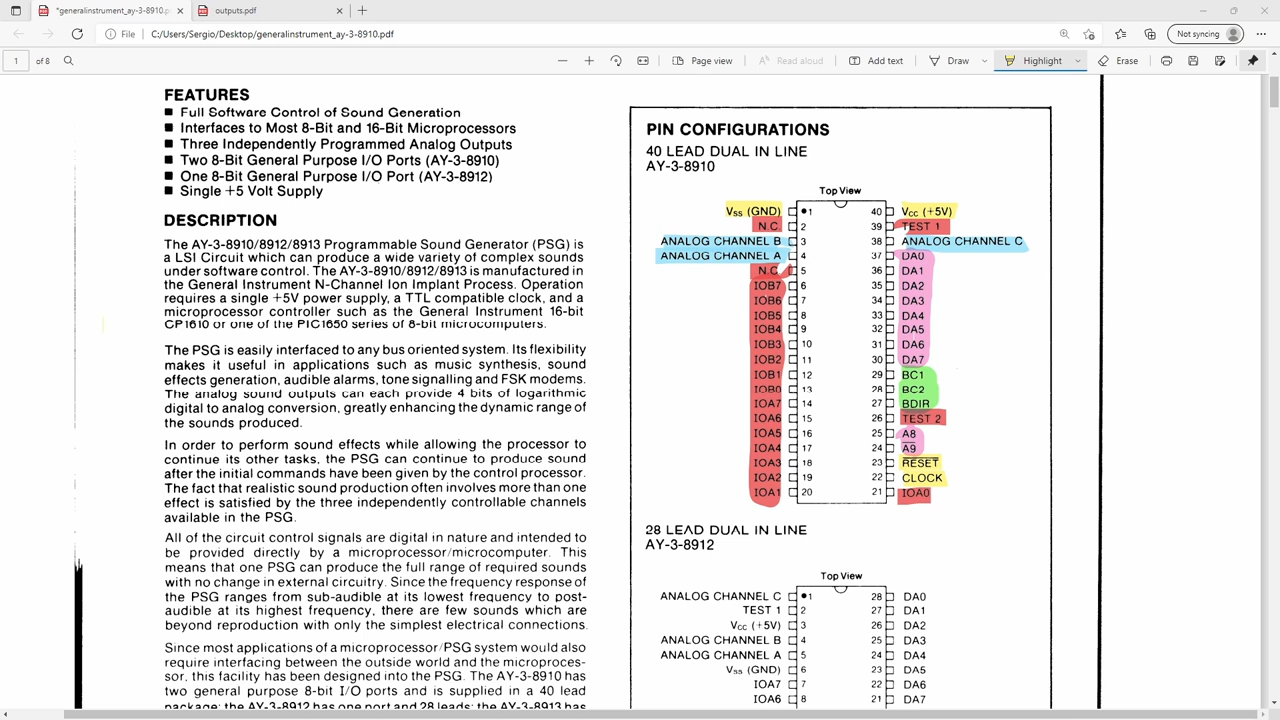 *generalinstrument_ay-3-8910.p
outputs.pdf
File
C:/Users/Sergio/Desktop/generalinstrument_ay-3-8910.pdf
Not syncing
1 of 8
Page view
Read aloud
Add text
Draw
Highlight
Erase
FEATURES
Full Software Control of Sound Generation
Interfaces to Most 8-Bit and 16-Bit Microprocessors
Three Independently Programmed Analog Outputs
Two 8-Bit General Purpose I/O Ports (AY-3-8910)
One 8-Bit General Purpose I/O Port (AY-3-8912)
Single +5 Volt Supply
DESCRIPTION
The AY-3-8910/8912/8913 Programmable Sound Generator (PSG) is
a LSI Circuit which can produce a wide variety of complex sounds
under software control. The AY-3-8910/8912/8913 is manufactured in
the General Instrument N-Channel Ion Implant Process. Operation
requires a single +5V power supply, a TTL compatible clock, and a
microprocessor controller such as the General Instrument 16-bit
CP1610 or one of the PIC1650 series of 8-bit microcomputers.
The PSG is easily interfaced to any bus oriented system. Its flexibility
makes it useful in applications such as music synthesis, sound
effects generation, audible alarms, tone signalling and FSK modems.
The analog sound outputs can each provide 4 bits of logarithmic
digital to analog conversion, greatly enhancing the dynamic range of
the sounds produced.
In order to perform sound effects while allowing the processor to
continue its other tasks, the PSG can continue to produce sound
after the initial commands have been given by the control processor.
The fact that realistic sound production often involves more than one
effect is satisfied by the three independently controllable channels
available in the PSG.
All of the circuit control signals are digital in nature and intended to
be provided directly by a microprocessor/microcomputer. This
means that one PSG can produce the full range of required sounds
with no change in external circuitry. Since the frequency response of
the PSG ranges from sub-audible at its lowest frequency to post-
audible at its highest frequency, there are few sounds which are
beyond reproduction with only the simplest electrical connections.
Since most applications of a microprocessor/PSG system would also
require interfacing between the outside world and the microproces-
sor, this facility has been designed into the PSG. The AY-3-8910 has
two general purpose 8-bit I/O ports and is supplied in a 40 lead
package; the AY-3-8912 has one port and 28 leads; the AY-3-8913 has
PIN CONFIGURATIONS
40 LEAD DUAL IN LINE
AY-3-8910
Top View
Vss (GND) 1 40 Vcc (+5V)
N.C. 2 39 TEST 1
ANALOG CHANNEL B 3 38 ANALOG CHANNEL C
ANALOG CHANNEL A 4 37 DA0
N.C. 5 36 DA1
IOB7 6 35 DA2
IOB6 7 34 DA3
IOB5 8 33 DA4
IOB4 9 32 DA5
IOB3 10 31 DA6
IOB2 11 30 DA7
IOB1 12 29 BC1
IOB0 13 28 BC2
IOA7 14 27 BDIR
IOA6 15 26 TEST 2
IOA5 16 25 A8
IOA4 17 24 A̅9̅
IOA3 18 23 R̅E̅S̅E̅T̅
IOA2 19 22 CLOCK
IOA1 20 21 IOA0
28 LEAD DUAL IN LINE
AY-3-8912
Top View
ANALOG CHANNEL C 1 28 DA0
TEST 1 2 27 DA1
Vcc (+5V) 3 26 DA2
ANALOG CHANNEL B 4 25 DA3
ANALOG CHANNEL A 5 24 DA4
Vss (GND) 6 23 DA5
IOA7 7 22 DA6
IOA6 8 21 DA7